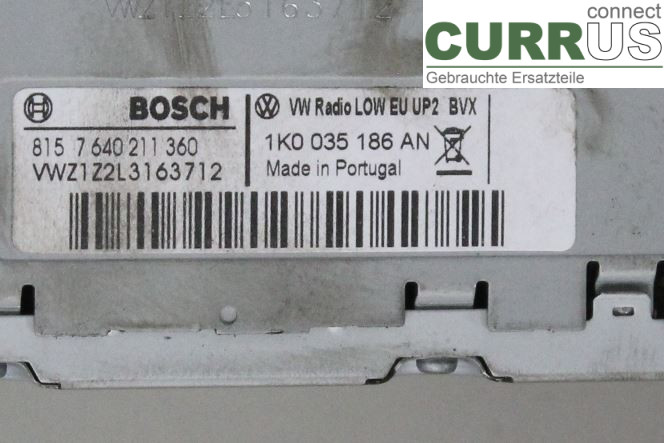 VWZ1Z2L3163712
connect
CURRUS
Gebrauchte Ersatzteile
BOSCH
VW Radio LOW EU UP2 BVX
815 7 640 211 360
1K0 035 186 AN
VWZ1Z2L3163712
Made in Portugal